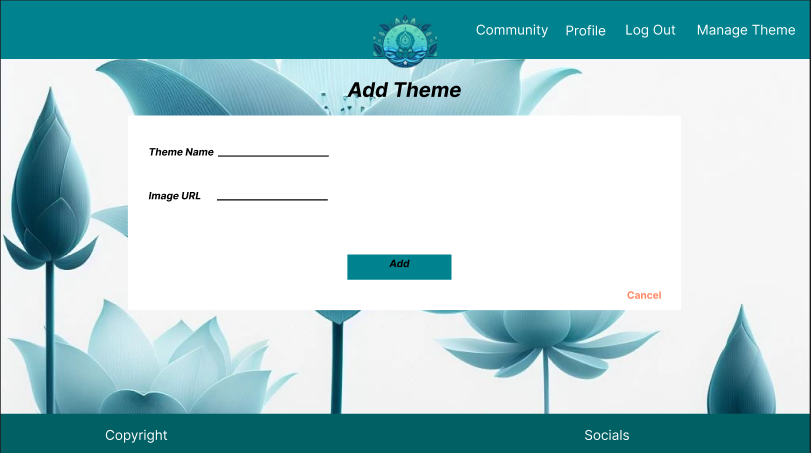 Community Profile Log Out Manage Theme
Add Theme
Theme Name
Image URL
Add
Cancel
Copyright Socials